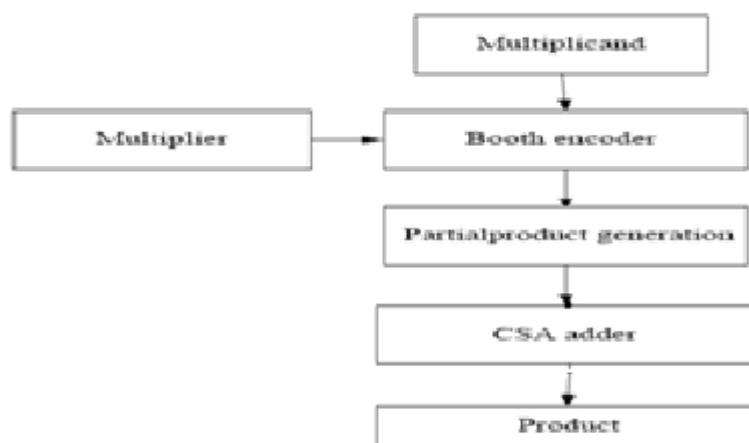 Multiplicand
Multiplier
Booth encoder
Partialproduct generation
CSA adder
Product